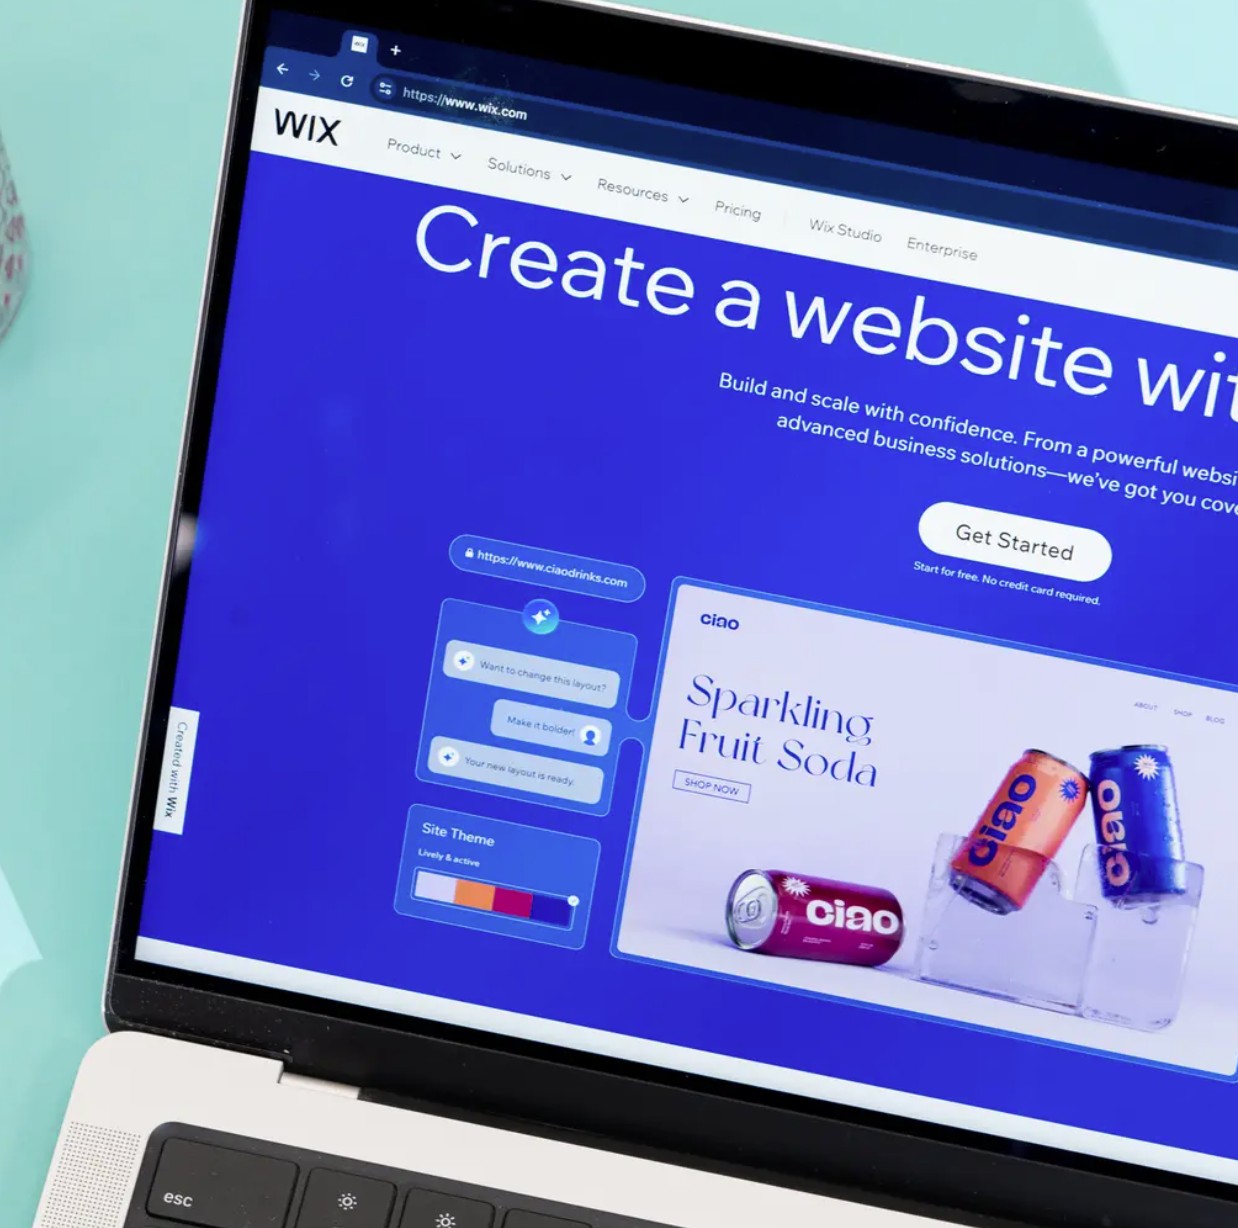 https://www.wix.com
WIX
Product
Solutions
Resources
Pricing
Wix Studio
Enterprise
Create a website wit
Build and scale with confidence. From a powerful websi
advanced business solutions—we've got you cove
Get Started
Start for free. No credit card required.
https://www.ciaodrinks.com
Want to change this layout?
Make it bolder!
Your new layout is ready.
Site Theme
Lively & active
Created with Wix
ciao
ABOUT
SHOP
BLOG
Sparkling
Fruit Soda
SHOP NOW
ciao
ciao
ciao
esc